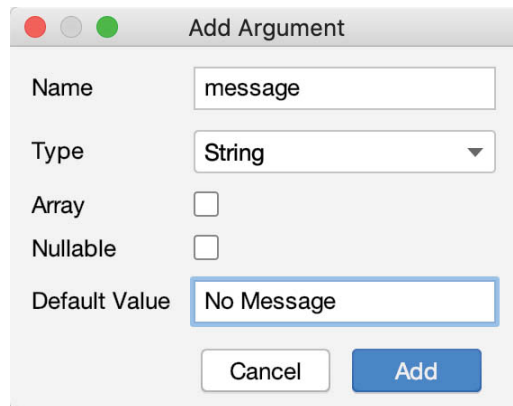 Add Argument
Name message
Type String
Array
Nullable
Default Value No Message
Cancel Add